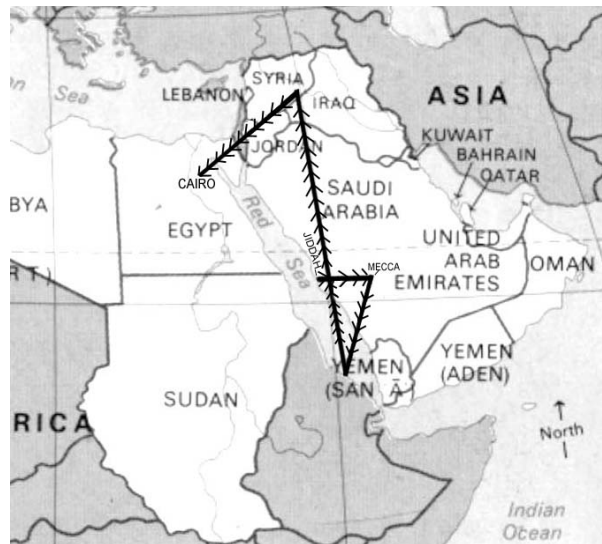 Sea
SYRIA
LEBANON
IRAQ
ASIA
JORDAN
KUWAIT
BAHRAIN
QATAR
CAIRO
SAUDI
ARABIA
BYA
EGYPT
Red
Sea
JIDDAH
MECCA
UNITED
ARAB
EMIRATES
OMAN
RT)
SUDAN
YEMEN
(SAN Ā)
YEMEN
(ADEN)
RICA
North
Indian
Ocean